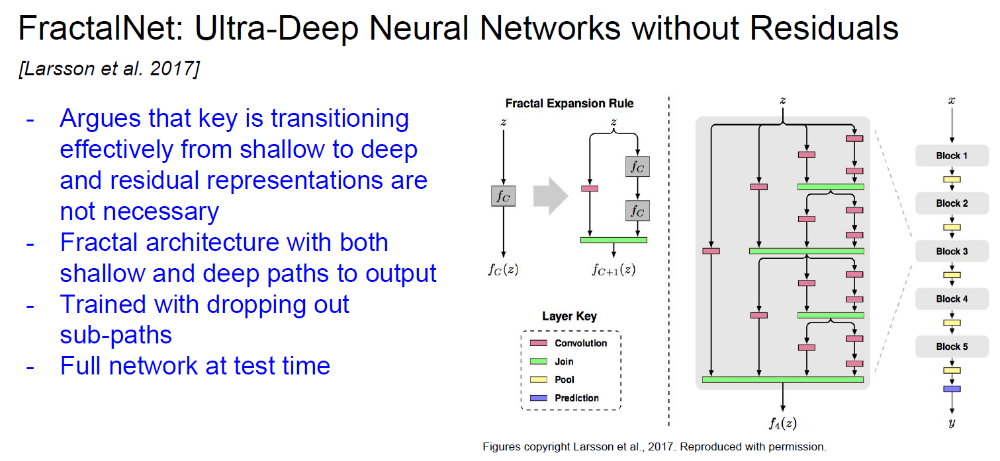 FractalNet: Ultra-Deep Neural Networks without Residuals
[Larsson et al. 2017]
- Argues that key is transitioning
effectively from shallow to deep
and residual representations are
not necessary
- Fractal architecture with both
shallow and deep paths to output
- Trained with dropping out
sub-paths
- Full network at test time
Fractal Expansion Rule
z
f_C
f_C(z)
z
f_C
f_C
f_{C+1}(z)
Layer Key
Convolution
Join
Pool
Prediction
z
f_4(z)
x
Block 1
Block 2
Block 3
Block 4
Block 5
y
Figures copyright Larsson et al., 2017. Reproduced with permission.